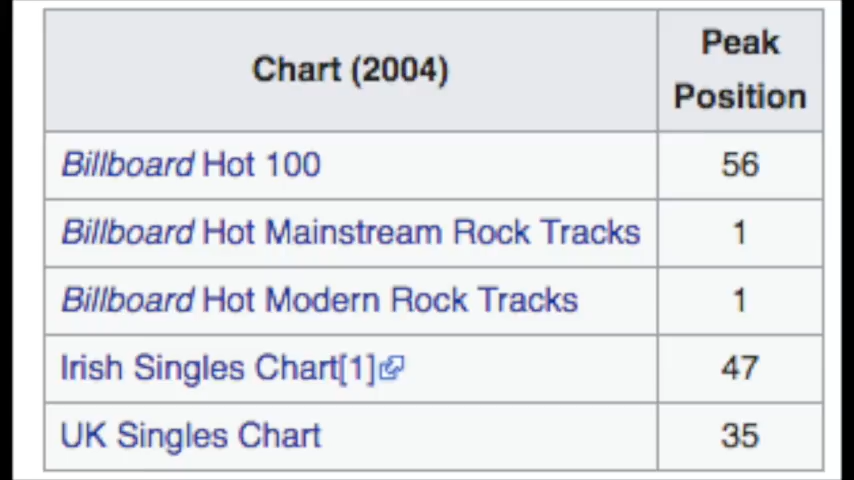 Chart (2004) Peak Position
Billboard Hot 100 56
Billboard Hot Mainstream Rock Tracks 1
Billboard Hot Modern Rock Tracks 1
Irish Singles Chart[1] 47
UK Singles Chart 35